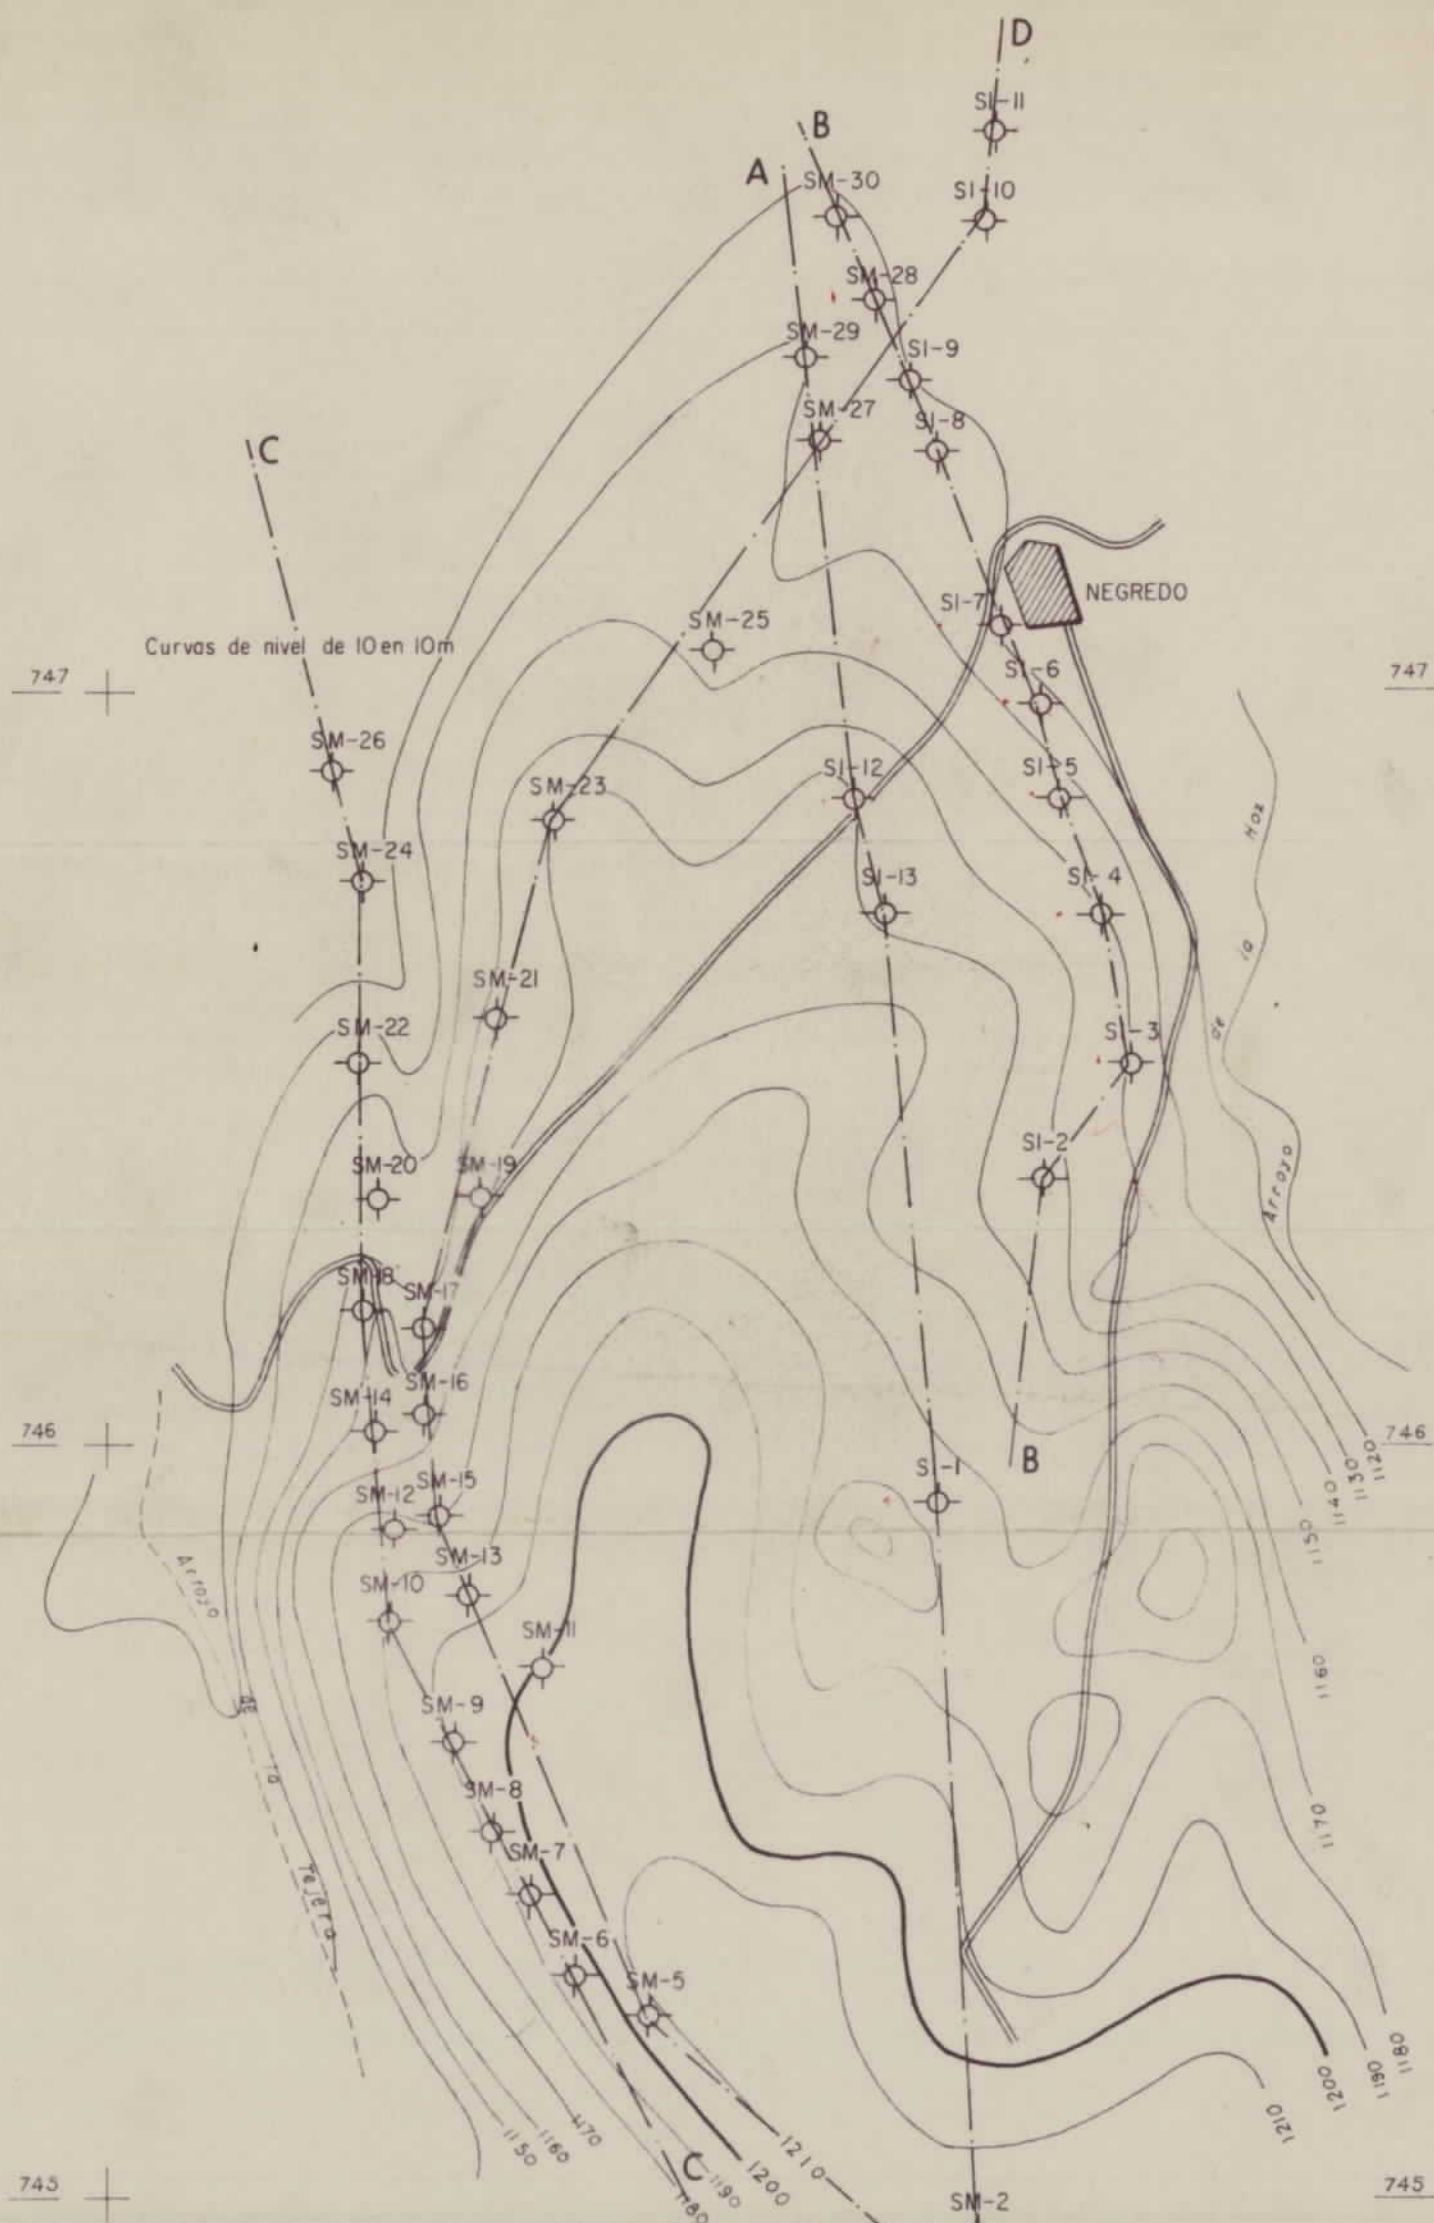 D
SI-11
B
A
SM-30
SI-10
SM-28
SM-29
SI-9
SM-27
SI-8
C
NEGREDO
SI-7
SM-25
Curvas de nivel de 10 en 10m
747
747
SI-6
SM-26
SI-12
SI-5
SM-23
Arroyo de la Hoz
SM-24
SI-13
SI-4
SM-21
SM-22
SI-3
SI-2
SM-20
SM-19
SM-18
SM-17
SM-16
SM-14
746
746
1120
1130
1140
1150
1160
1170
1180
1190
1200
1210
B
SI-1
SM-15
SM-12
SM-13
SM-10
Arroyo de la Tejera
SM-11
SM-9
SM-8
SM-7
SM-6
SM-5
1150
1160
1170
1180
C
1190
1200
1210
745
745
SM-2